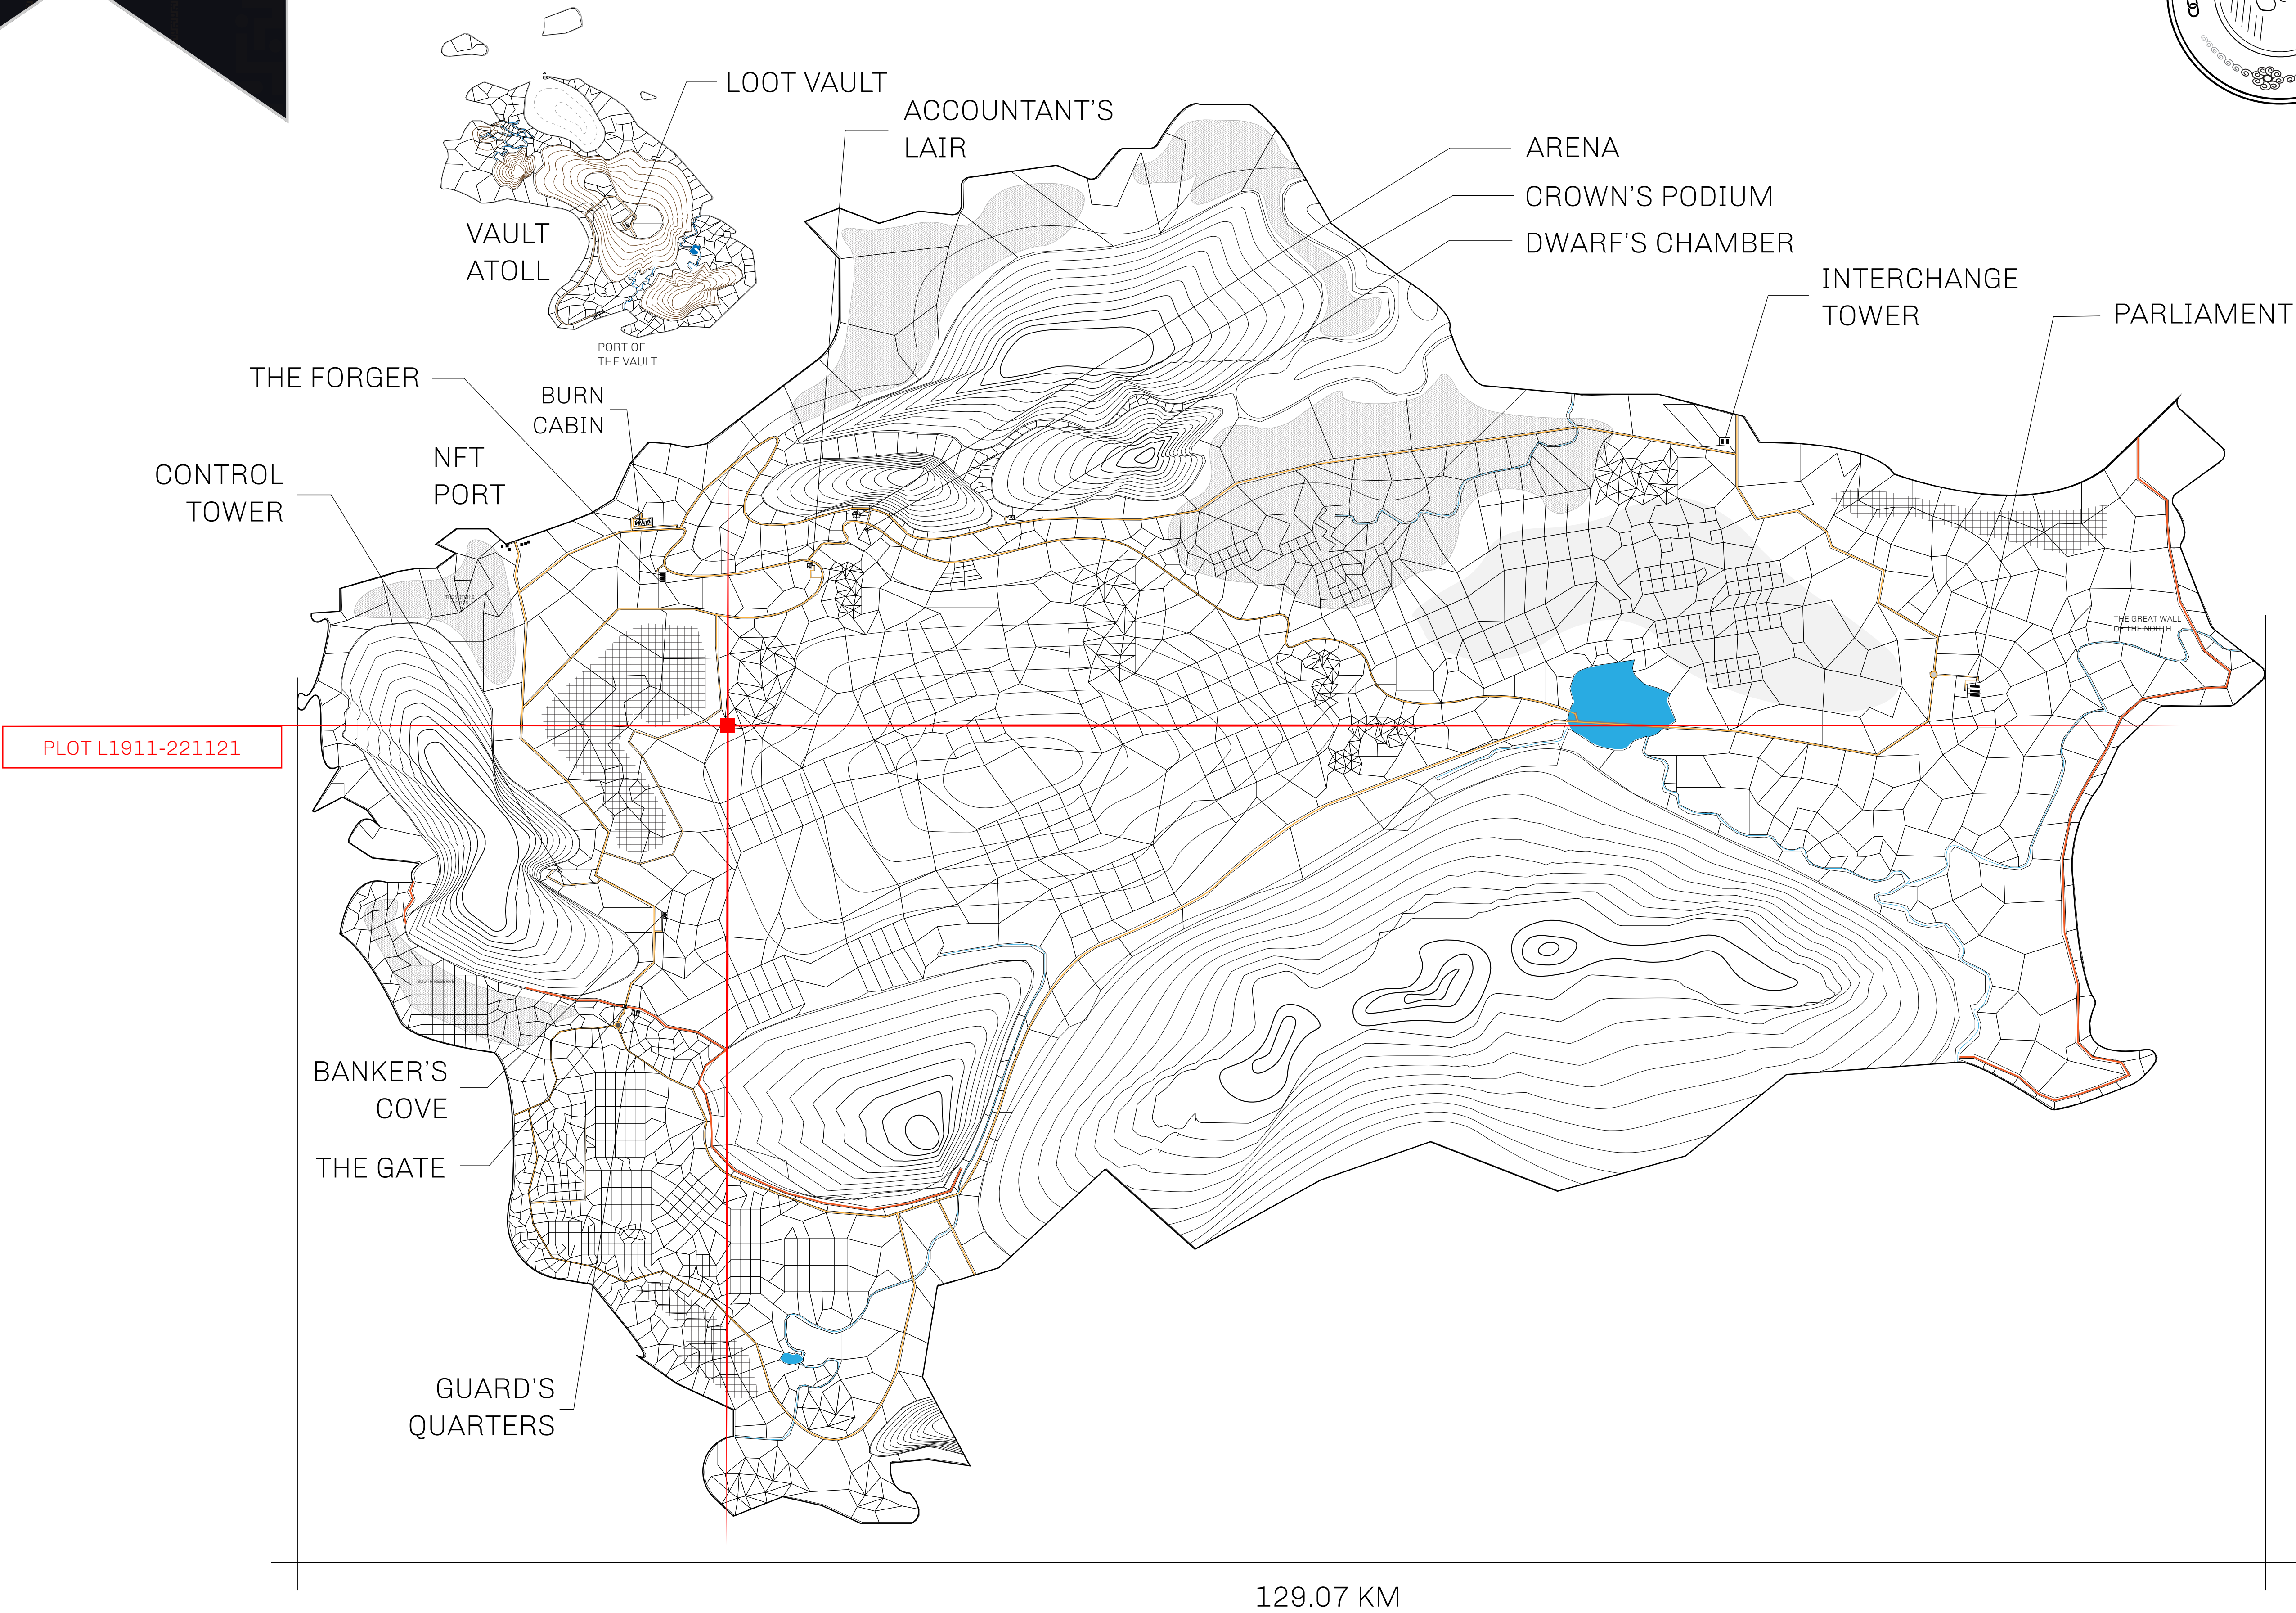 LOOT VAULT
ACCOUNTANT'S
LAIR
ARENA
CROWN'S PODIUM
DWARF'S CHAMBER
VAULT
ATOLL
INTERCHANGE
TOWER
PARLIAMENT
PORT OF
THE VAULT
THE FORGER
BURN
CABIN
NFT
PORT
CONTROL
TOWER
THE GREAT WALL
OF THE NORTH
PLOT L1911-221121
SOUTH RESERVE
BANKER'S
COVE
THE GATE
GUARD'S
QUARTERS
129.07 KM